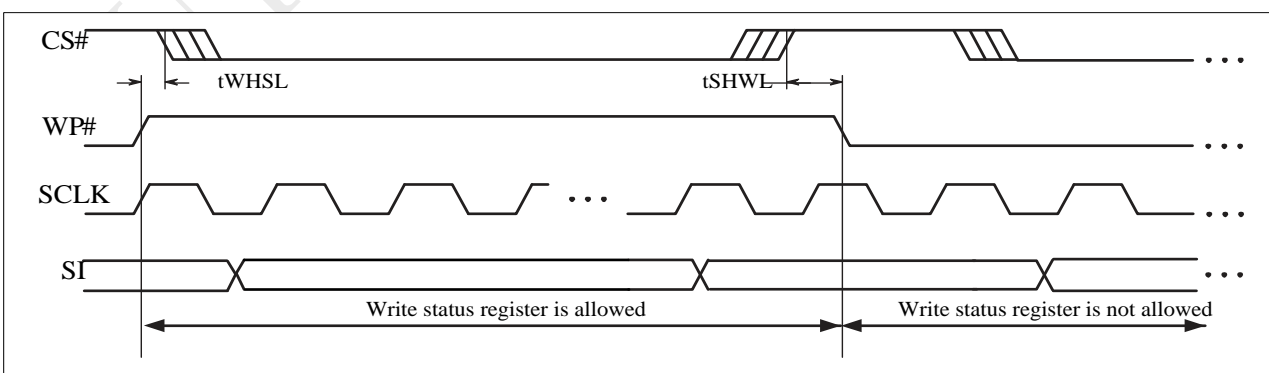 CS#
tWHSL
tSHWL
WP#
SCLK
SI
Write status register is allowed
Write status register is not allowed